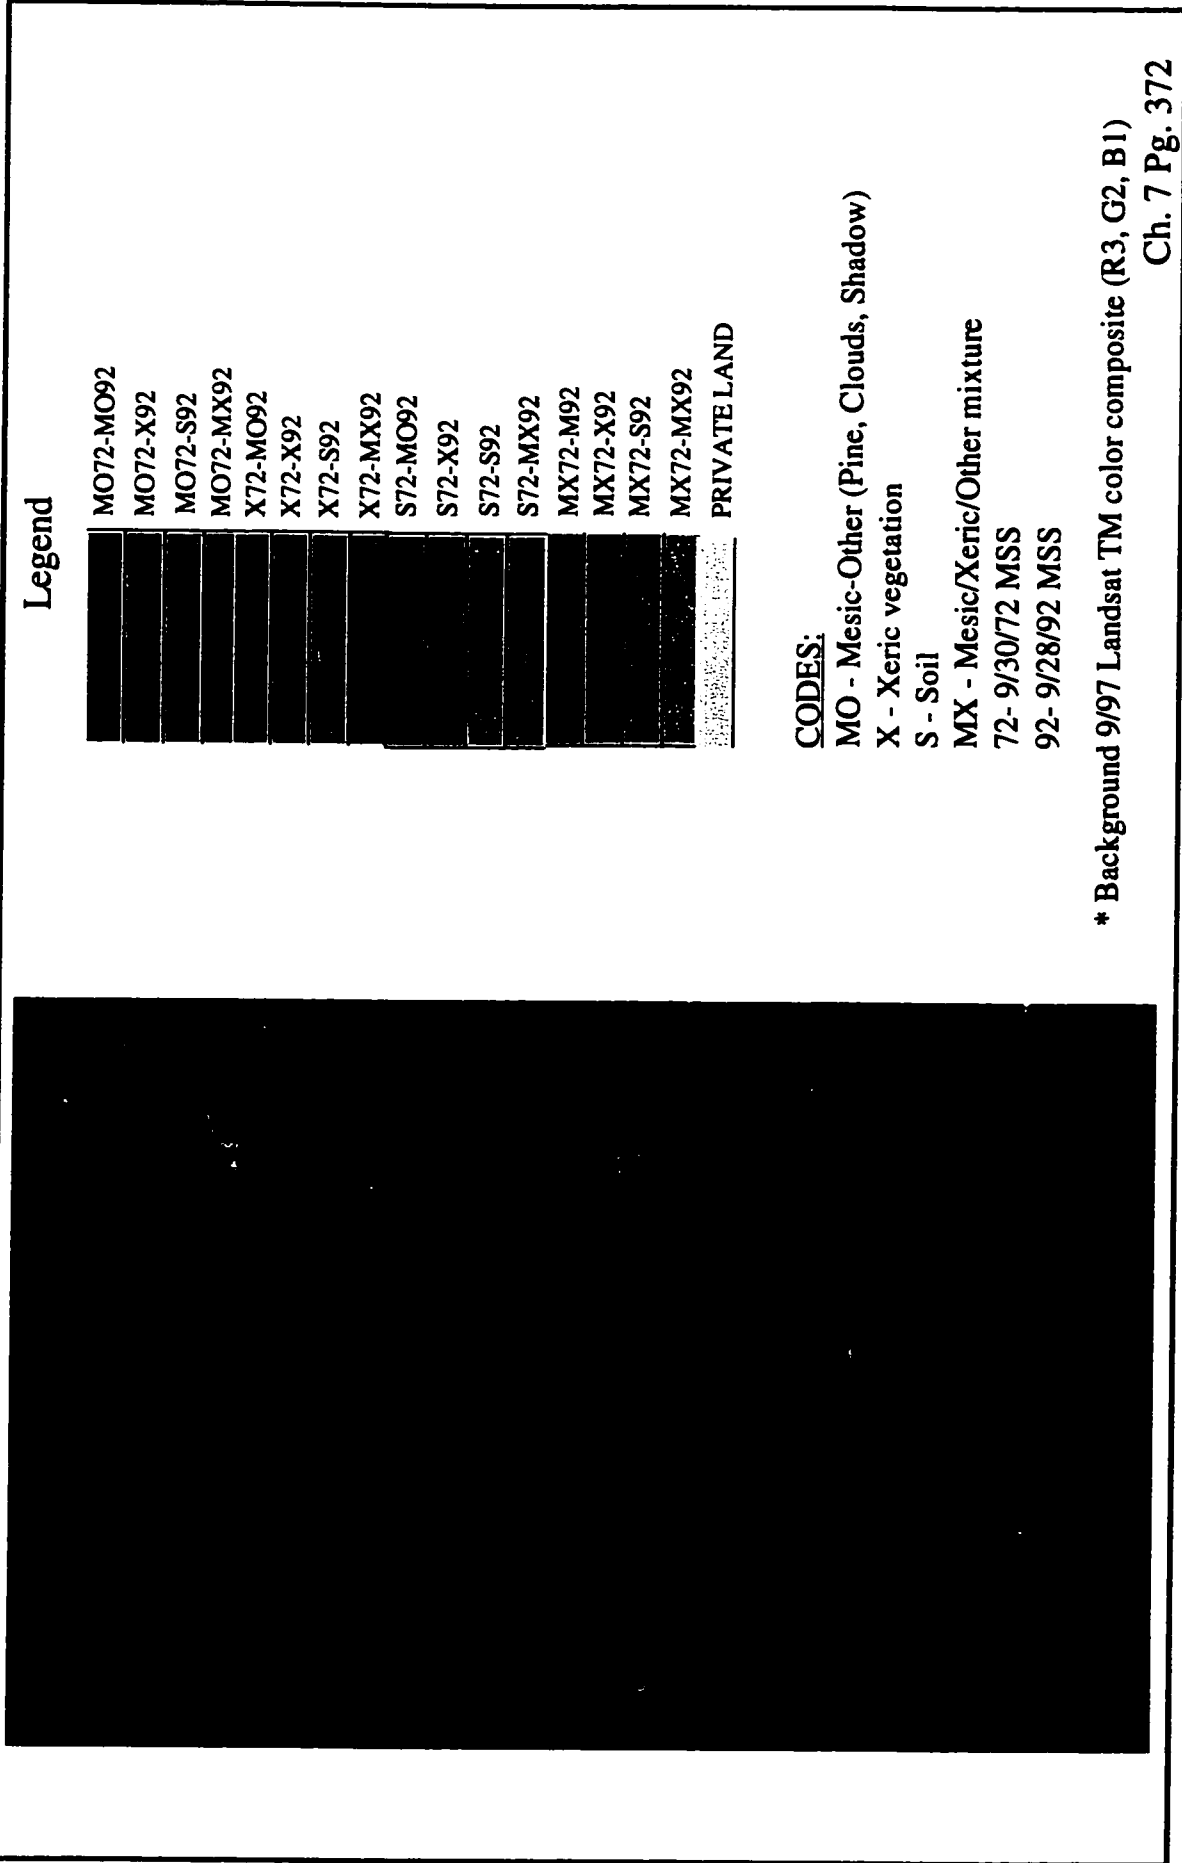 Legend
MO72-MO92
MO72-X92
MO72-S92
MO72-MX92
X72-MO92
X72-X92
X72-S92
X72-MX92
S72-MO92
S72-X92
S72-S92
S72-MX92
MX72-M92
MX72-X92
MX72-S92
MX72-MX92
PRIVATE LAND
CODES:
MO - Mesic-Other (Pine, Clouds, Shadow)
X - Xeric vegetation
S - Soil
MX - Mesic/Xeric/Other mixture
72- 9/30/72 MSS
92- 9/28/92 MSS
* Background 9/97 Landsat TM color composite (R3, G2, B1)
Ch. 7 Pg. 372